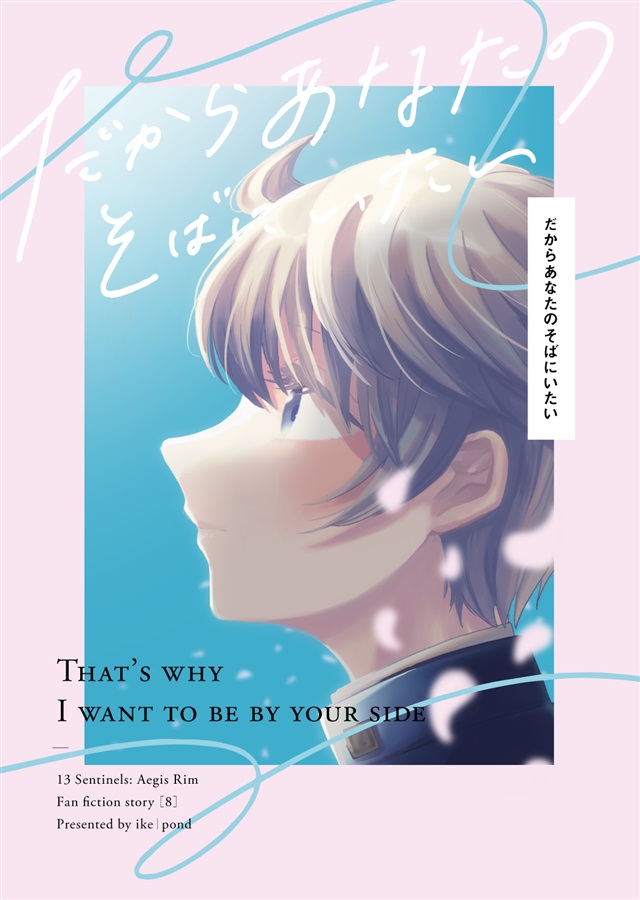 だからあなたの
そばにいたい
だからあなたのそばにいたい
THAT'S WHY
I WANT TO BE BY YOUR SIDE
13 Sentinels: Aegis Rim
Fan fiction story [8]
Presented by ike|pond